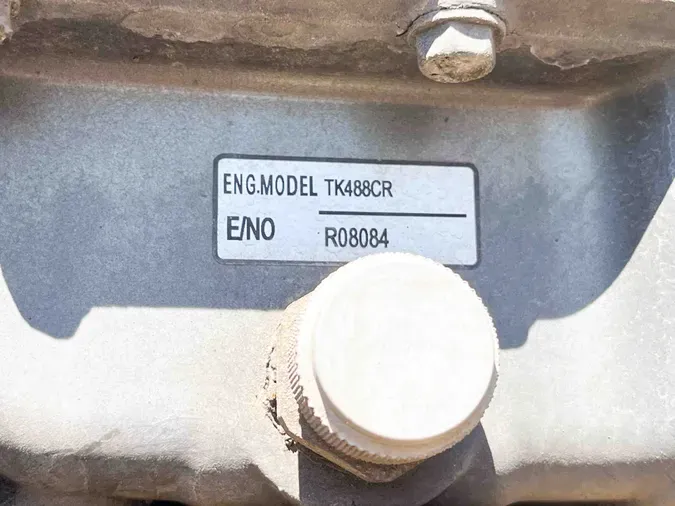 ENG.MODEL TK488CR
E/NO R08084